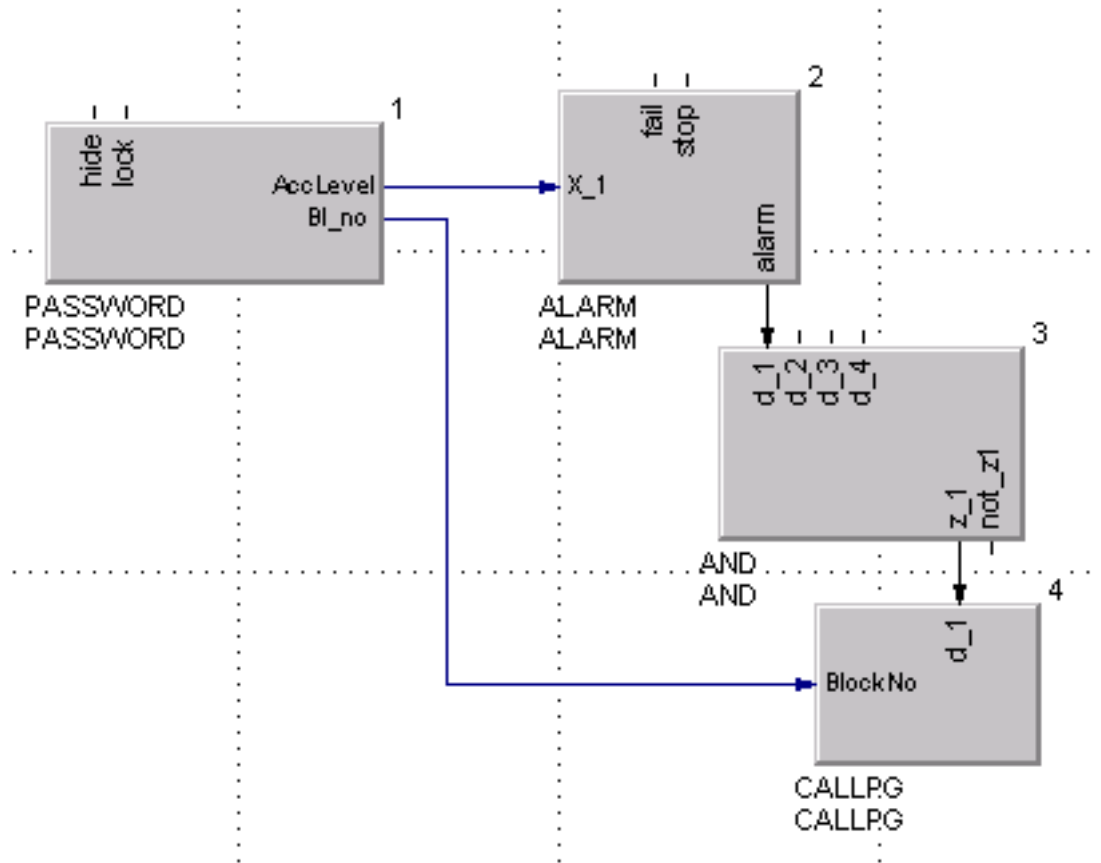 1
hide
lock
AccLevel
Bl_no
PASSWORD
PASSWORD
2
fail
stop
X_1
alarm
ALARM
ALARM
3
d_1
d_2
d_3
d_4
z_1
not_z1
AND
AND
4
d_1
BlockNo
CALLPG
CALLPG